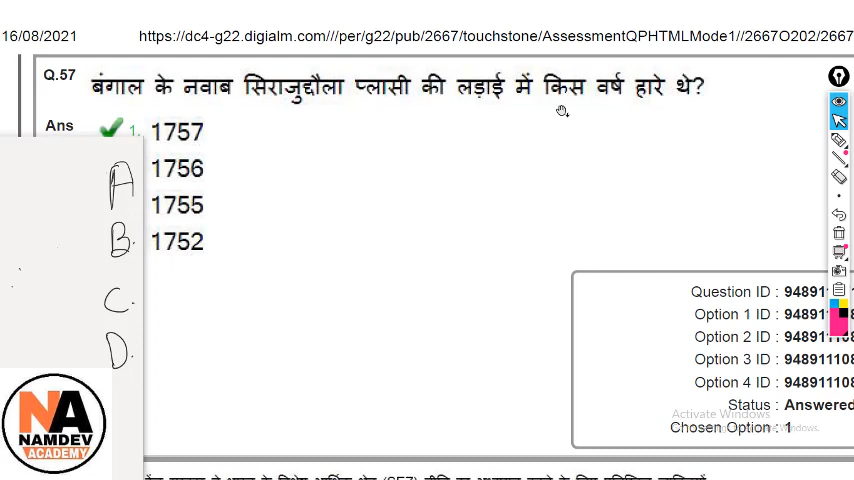 16/08/2021 https://dc4-g22.digialm.com///per/g22/pub/2667/touchstone/AssessmentQPHTMLMode1//2667O202/2667
Q.57 बंगाल के नवाब सिराजुद्दौला प्लासी की लड़ाई में किस वर्ष हारे थे?
Ans 1. 1757
1756
1755
1752
A
B.
C.
D.
Question ID : 94891
Option 1 ID : 94891
Option 2 ID : 94891
Option 3 ID : 948911108
Option 4 ID : 948911108
Status : Answered
Chosen Option :
Activate Windows
NA
NAMDEV
ACADEMY